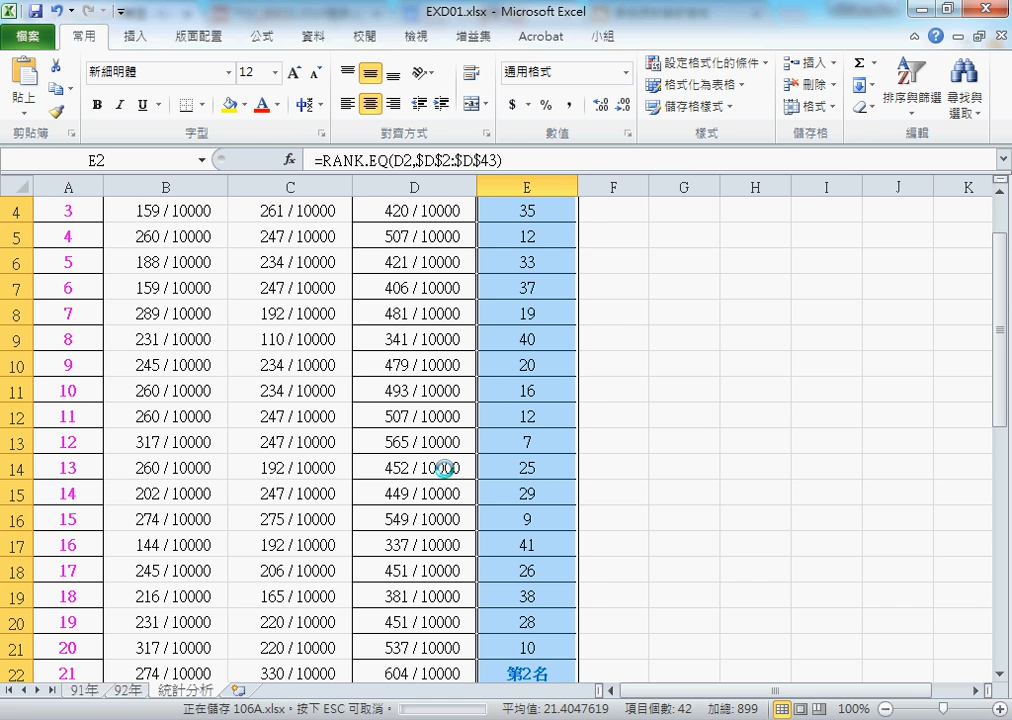 EXD01.xlsx - Microsoft Excel
檔案 常用 插入 版面配置 公式 資料 校閱 檢視 增益集 Acrobat 小組
新細明體 12 通用格式 設定格式化的條件 插入 Σ
貼上 格式化為表格 刪除 排序與篩選 尋找與選取
B I U A 中 $ % , 儲存格樣式 格式
剪貼簿 字型 對齊方式 數值 樣式 儲存格 編輯
E2 fx =RANK.EQ(D2,$D$2:$D$43)
A B C D E F G H I J K
4 3 159 / 10000 261 / 10000 420 / 10000 35
5 4 260 / 10000 247 / 10000 507 / 10000 12
6 5 188 / 10000 234 / 10000 421 / 10000 33
7 6 159 / 10000 247 / 10000 406 / 10000 37
8 7 289 / 10000 192 / 10000 481 / 10000 19
9 8 231 / 10000 110 / 10000 341 / 10000 40
10 9 245 / 10000 234 / 10000 479 / 10000 20
11 10 260 / 10000 234 / 10000 493 / 10000 16
12 11 260 / 10000 247 / 10000 507 / 10000 12
13 12 317 / 10000 247 / 10000 565 / 10000 7
14 13 260 / 10000 192 / 10000 452 / 10000 25
15 14 202 / 10000 247 / 10000 449 / 10000 29
16 15 274 / 10000 275 / 10000 549 / 10000 9
17 16 144 / 10000 192 / 10000 337 / 10000 41
18 17 245 / 10000 206 / 10000 451 / 10000 26
19 18 216 / 10000 165 / 10000 381 / 10000 38
20 19 231 / 10000 220 / 10000 451 / 10000 28
21 20 317 / 10000 220 / 10000 537 / 10000 10
22 21 274 / 10000 330 / 10000 604 / 10000 第2名
91年 92年 統計分析
正在儲存 106A.xlsx。按下 ESC 可取消。 平均值: 21.4047619 項目個數: 42 加總: 899 100%